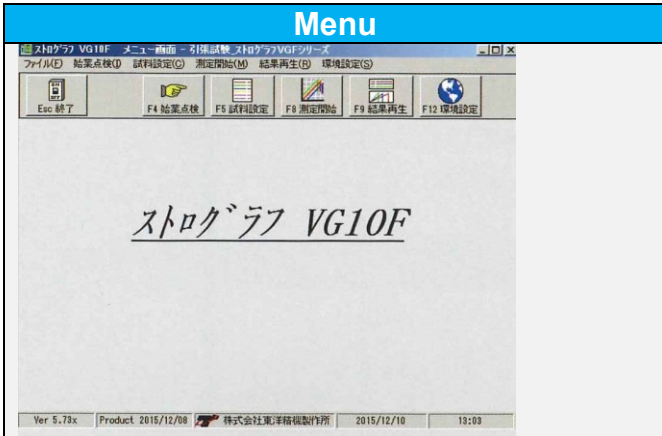 Menu
ストログラフ VG10F メニュー画面 - 引張試験_ストログラフVGFシリーズ
ファイル(F) 始業点検(I) 試料設定(C) 測定開始(M) 結果再生(R) 環境設定(S)
Esc 終了 F4 始業点検 F5 試料設定 F8 測定開始 F9 結果再生 F12 環境設定
ストログラフ VG10F
Ver 5.73x Product 2015/12/08 株式会社東洋精機製作所 2015/12/10 13:03